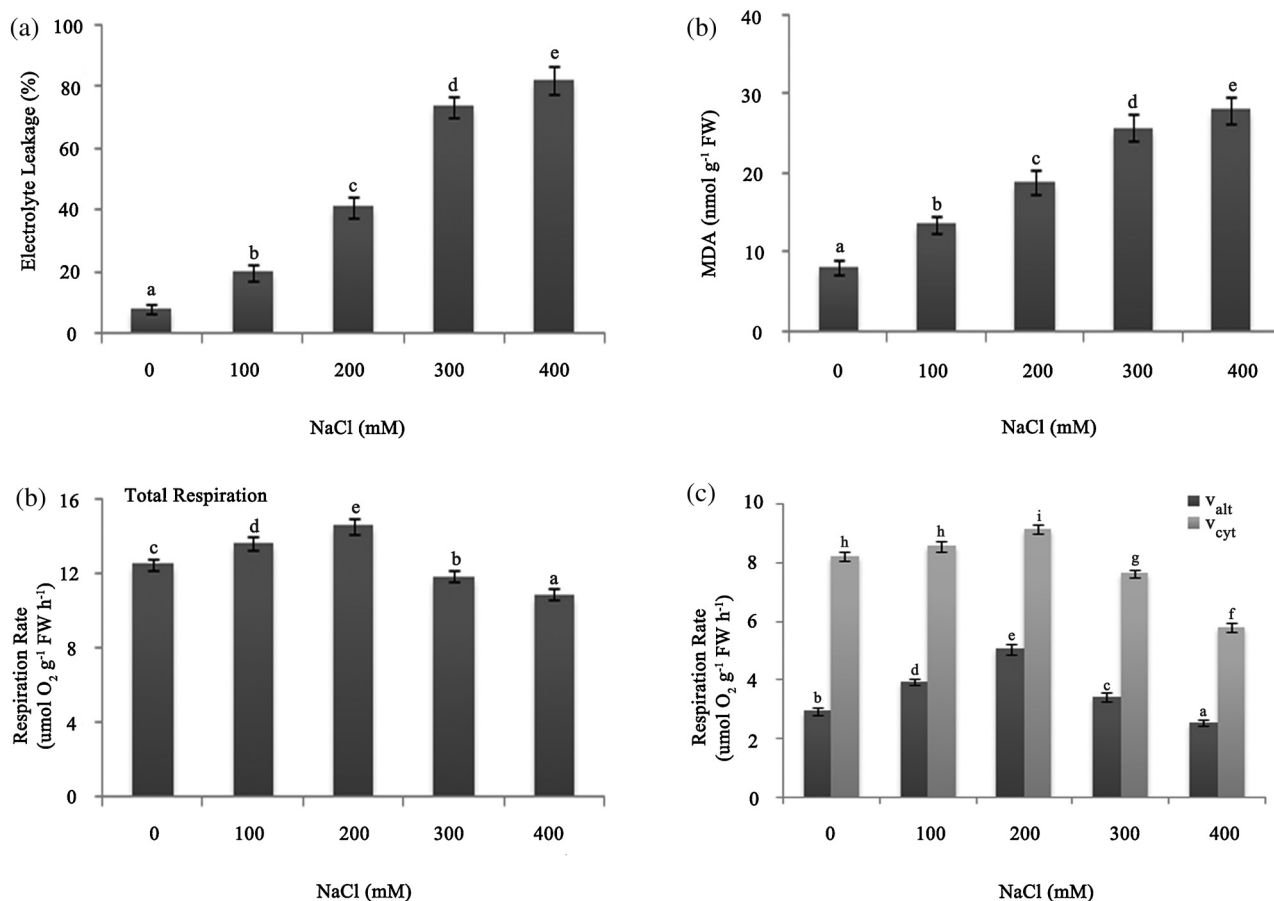 (a)
Electrolyte Leakage (%)
100
80
60
40
20
0
a
b
c
d
e
0 100 200 300 400
NaCl (mM)
(b)
MDA (nmol g⁻¹ FW)
40
30
20
10
0
a
b
c
d
e
0 100 200 300 400
NaCl (mM)
(b)
Total Respiration
Respiration Rate
(umol O₂ g⁻¹ FW h⁻¹)
16
12
8
4
0
c
d
e
b
a
0 100 200 300 400
NaCl (mM)
(c)
Respiration Rate
(umol O₂ g⁻¹ FW h⁻¹)
10
8
6
4
2
0
v alt
v cyt
b
h
d
h
e
i
c
g
a
f
0 100 200 300 400
NaCl (mM)